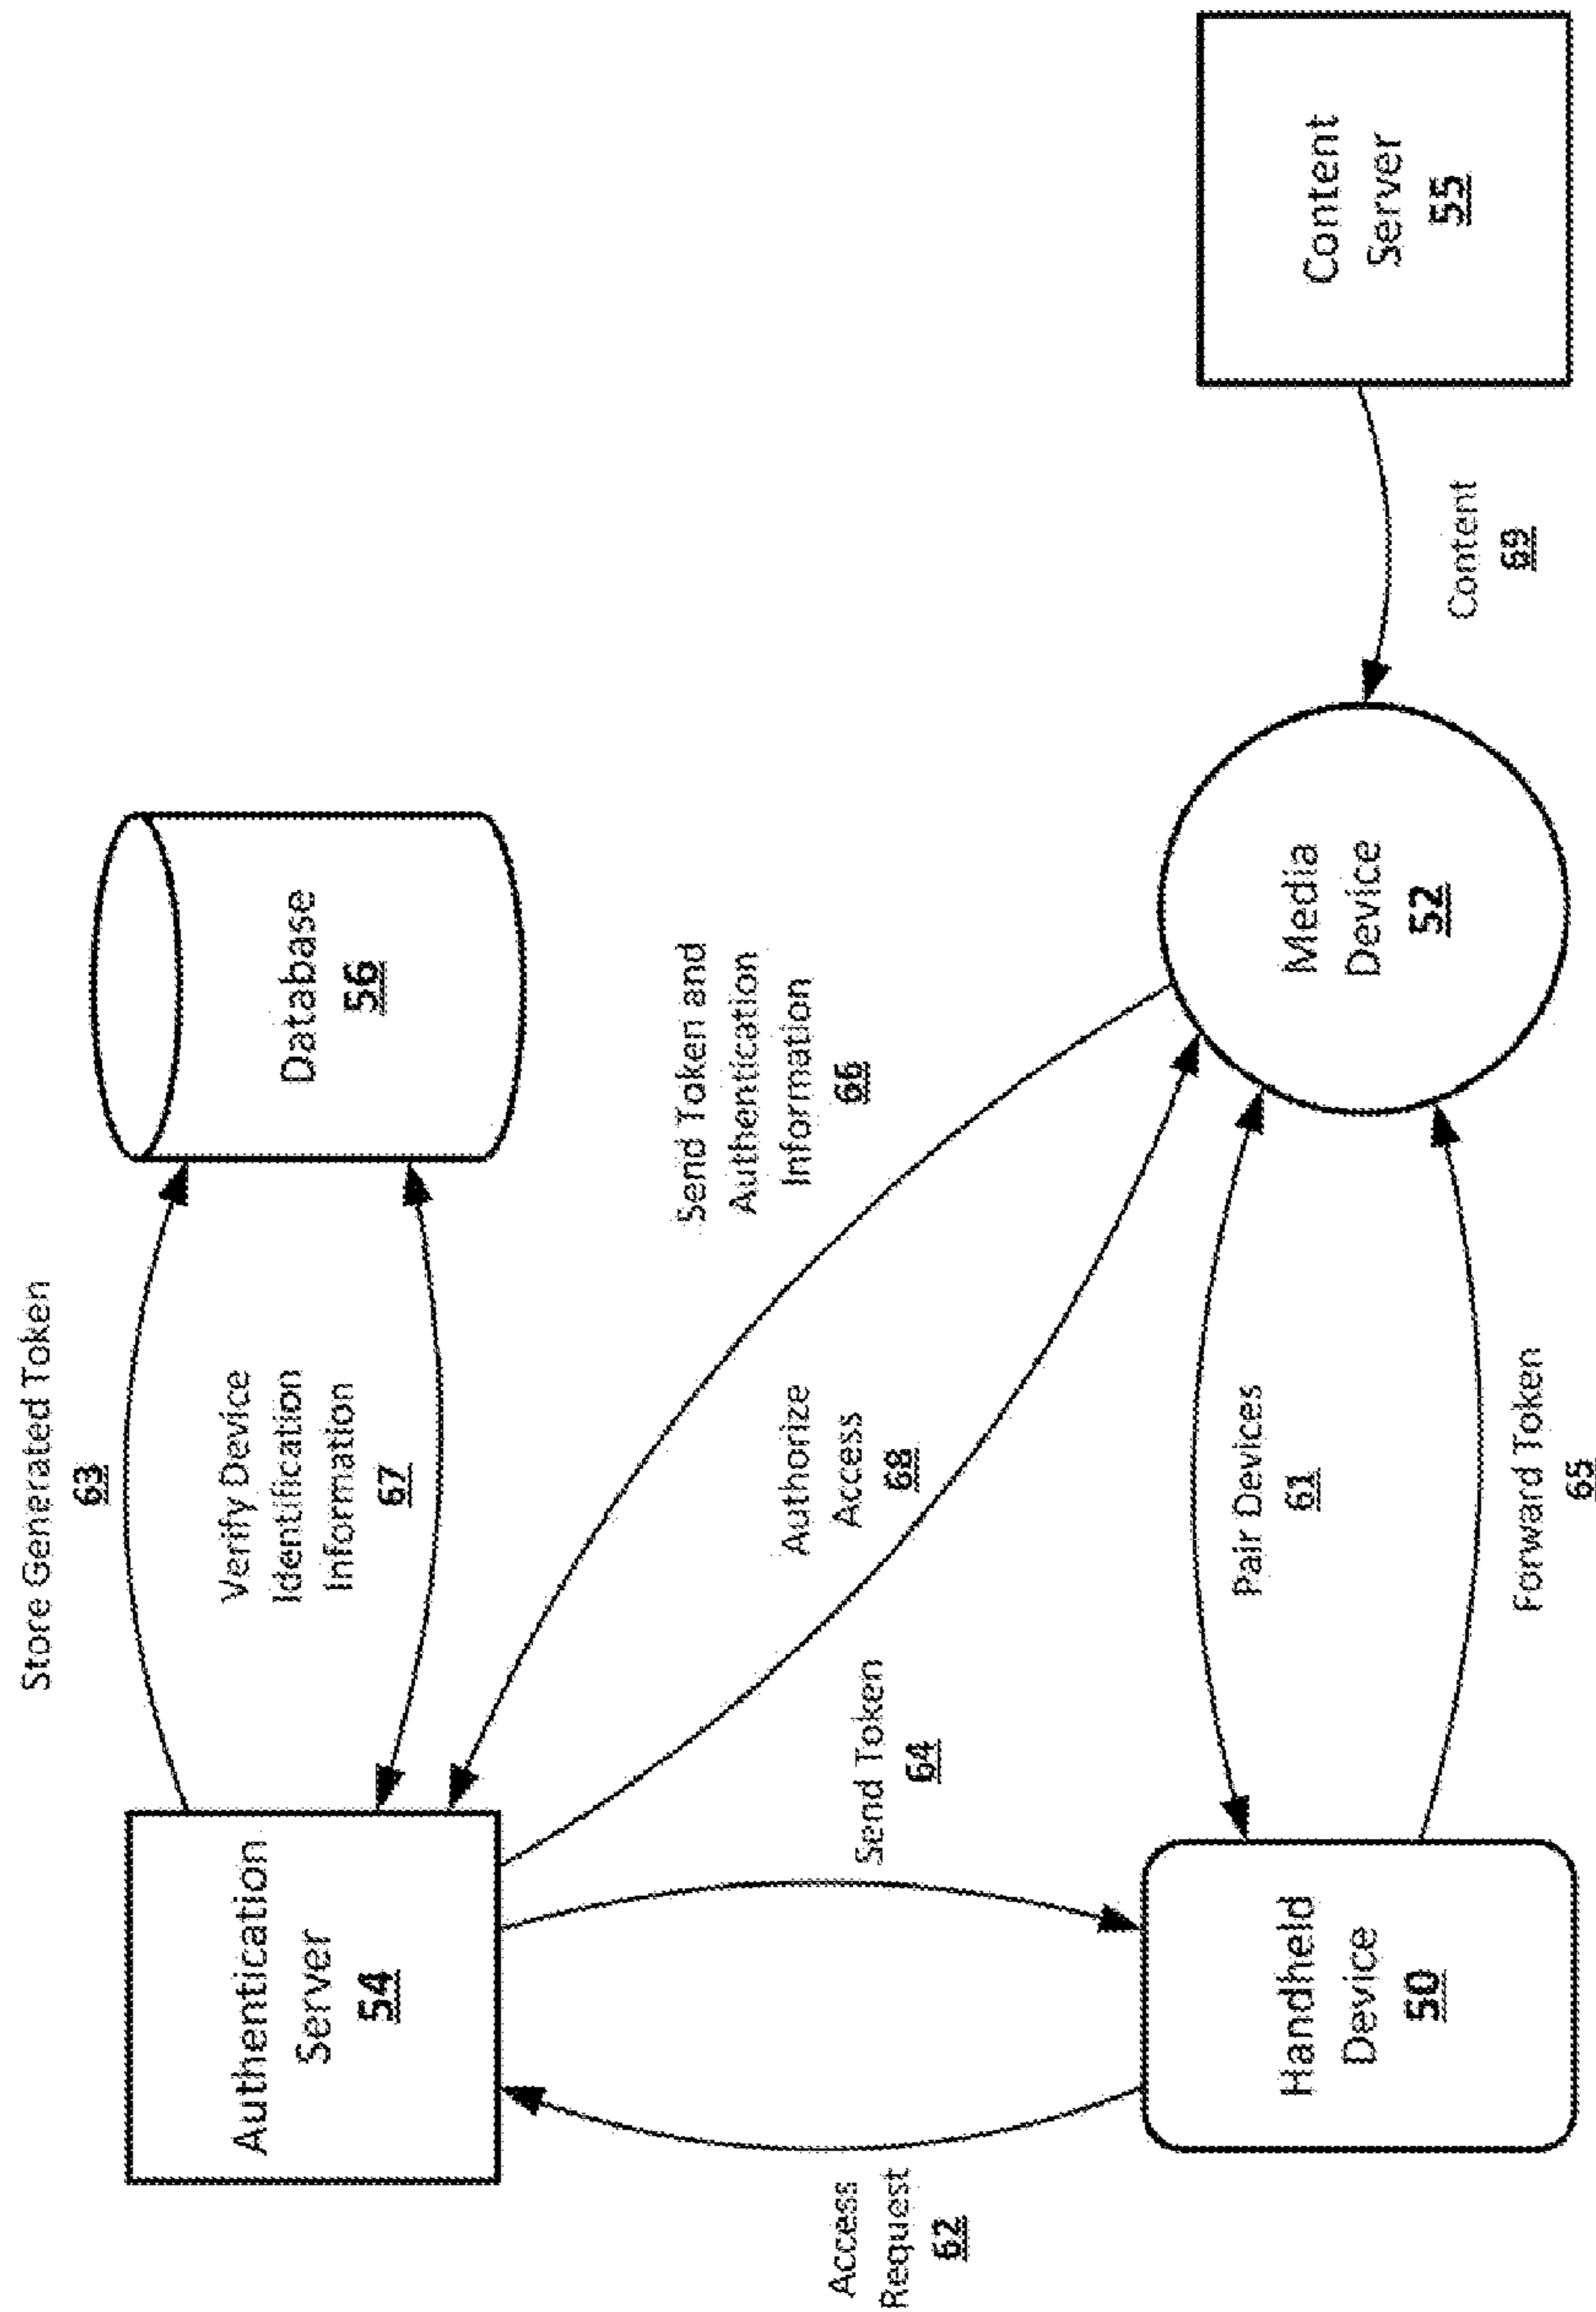 Store Generated Token
63
Authentication
Server
54
Verify Device
Identification
Information
67
Database
56
Send Token and
Authentication
Information
66
Authorize
Access
68
Access
Request
62
Send Token
64
Handheld
Device
50
Pair Devices
61
Forward Token
65
Media
Device
52
Content
69
Content
Server
55